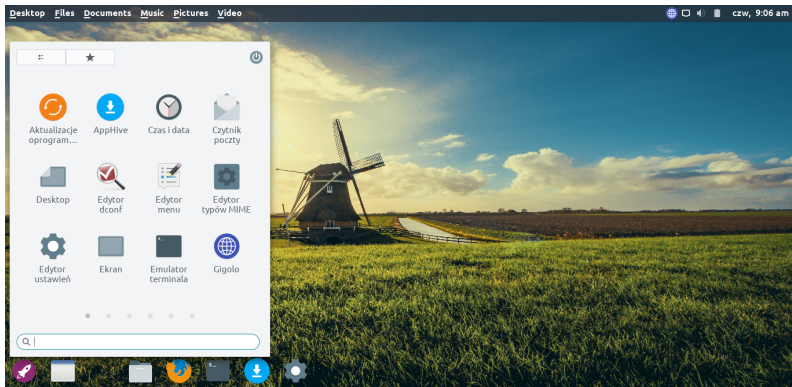 Desktop Files Documents Music Pictures Video
czw, 9:06 am
Aktualizacje
oprogram...
AppHive
Czas i data
Czytnik
poczty
Desktop
Edytor
dconf
Edytor
menu
Edytor
typów MIME
Edytor
ustawień
Ekran
Emulator
terminala
Gigolo